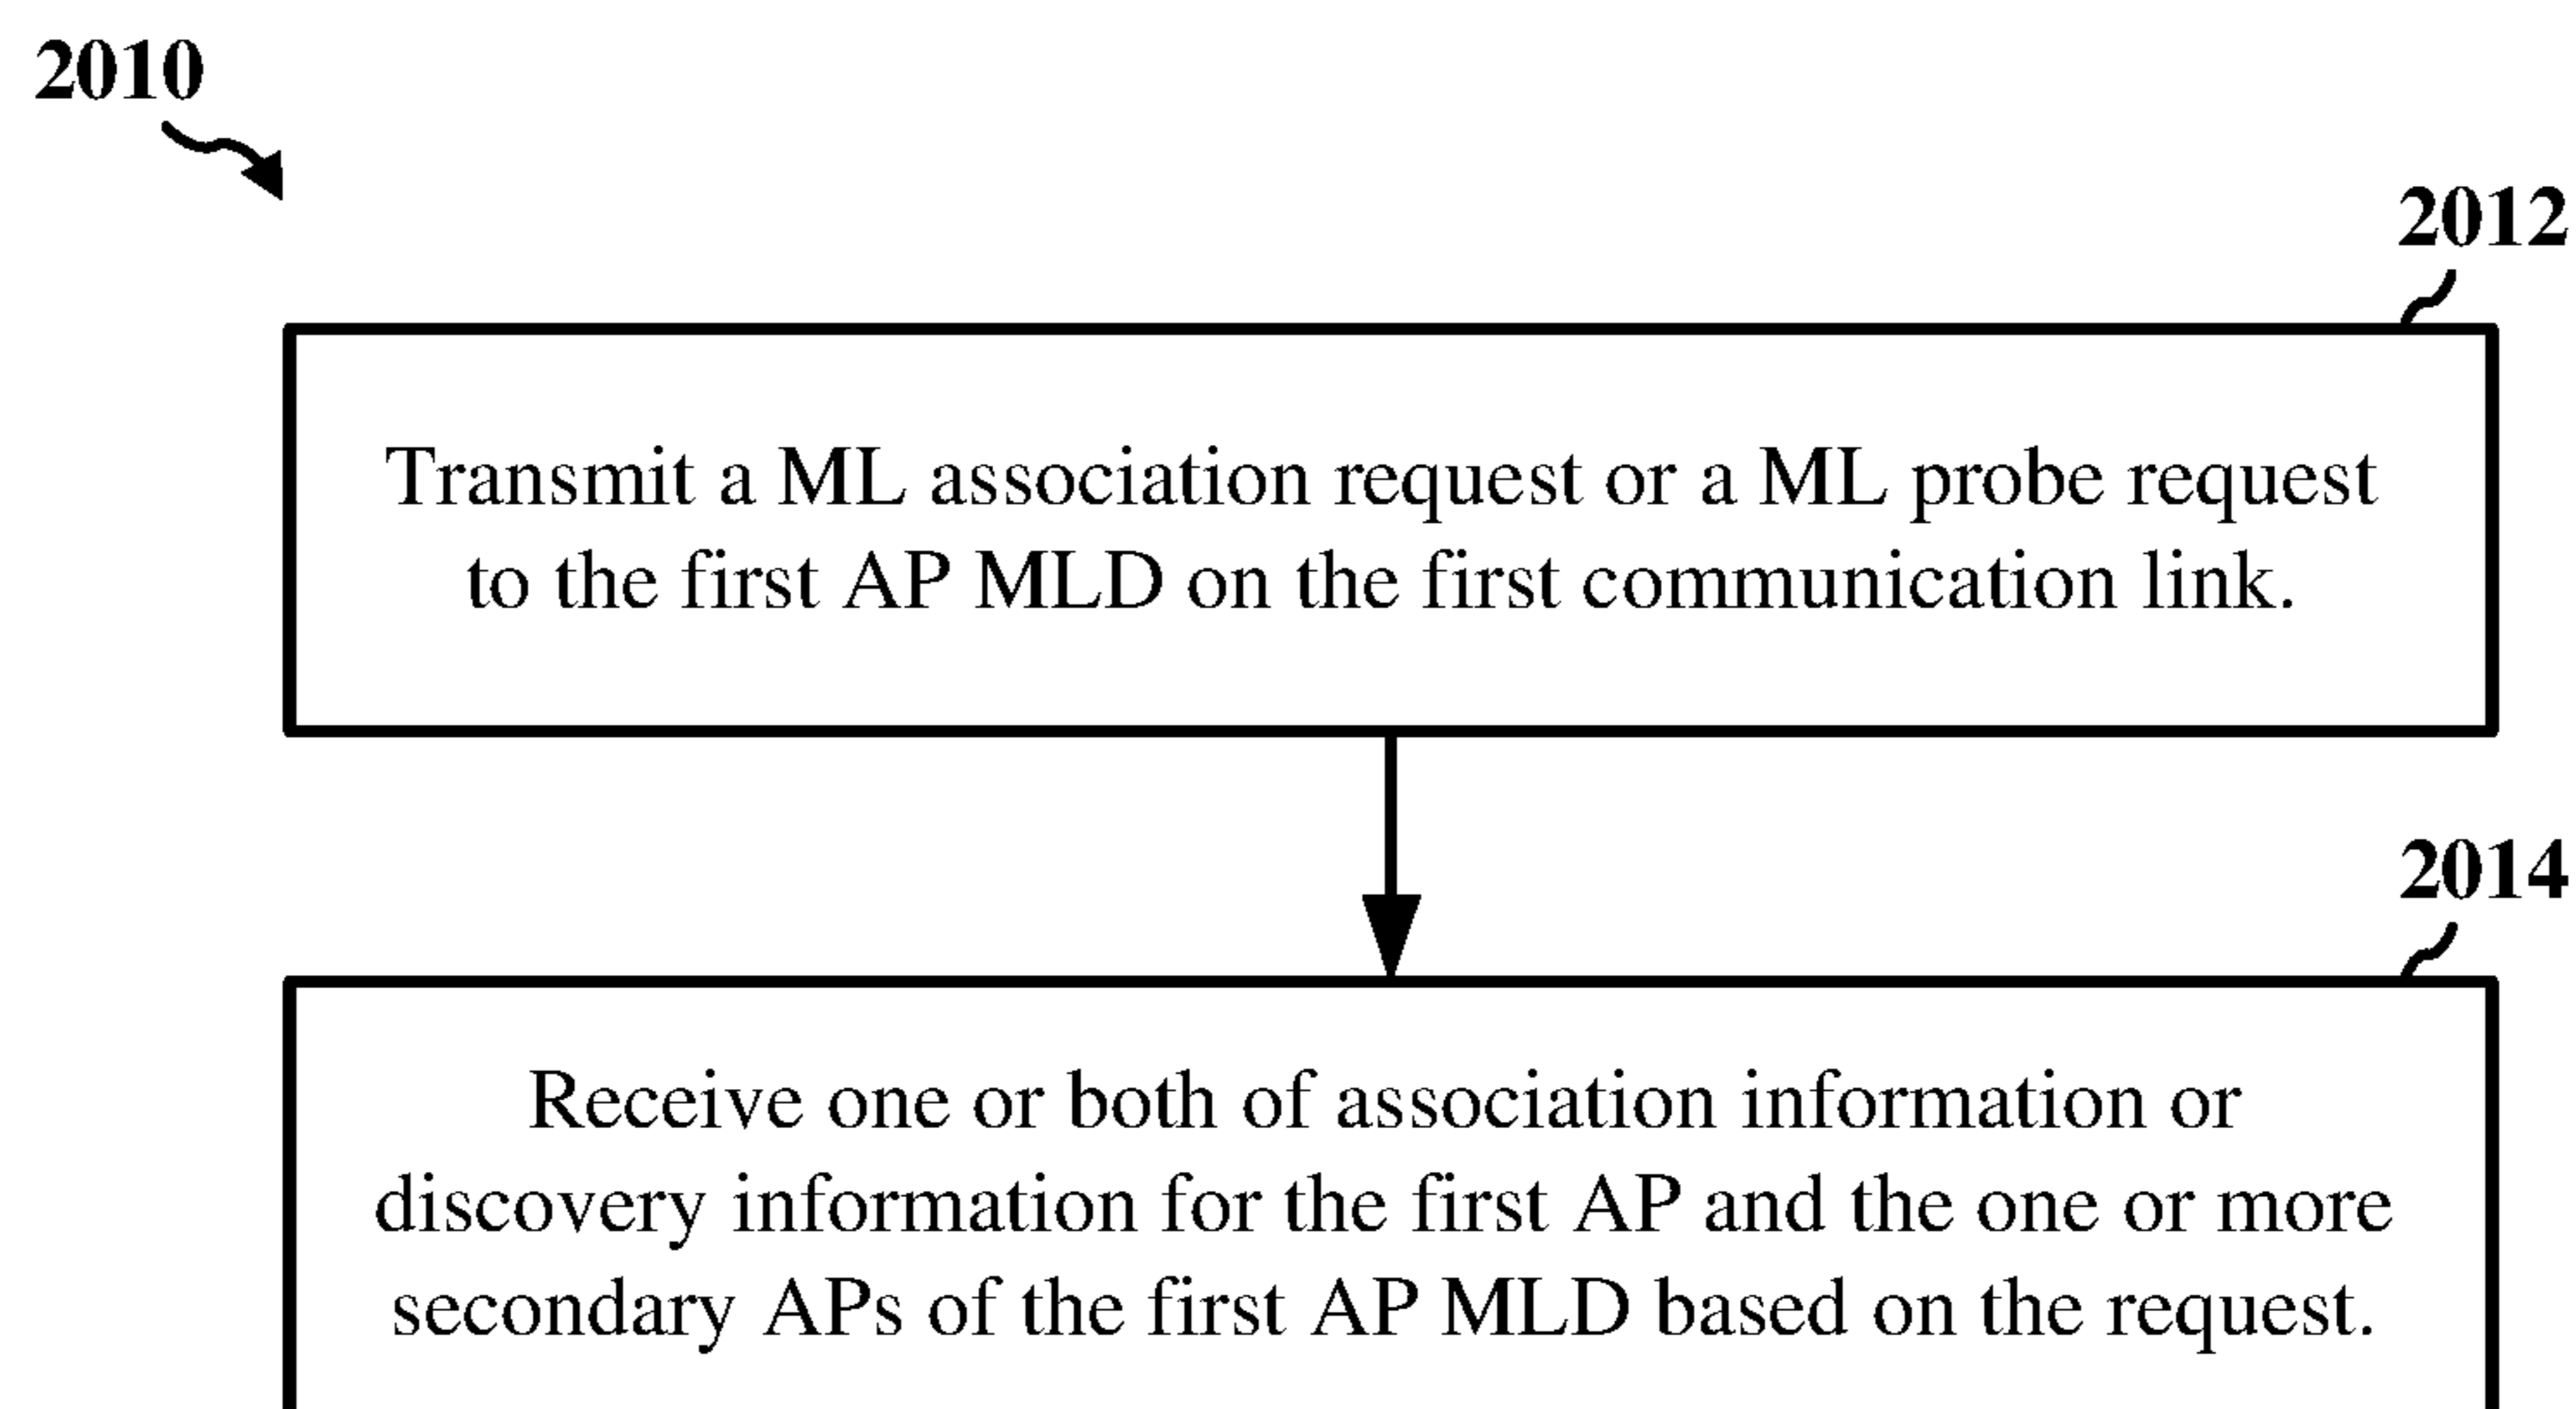 2010
2012
Transmit a ML association request or a ML probe request
to the first AP MLD on the first communication link.
2014
Receive one or both of association information or
discovery information for the first AP and the one or more
secondary APs of the first AP MLD based on the request.